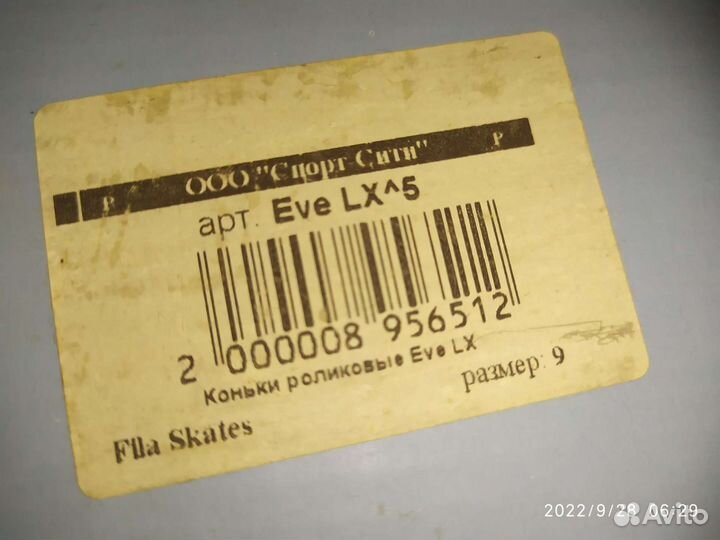 Р ООО "Спорт Сити" Р
арт. Eve LX^5
2 000008 956512
Коньки роликовые Eve LX
размер: 9
Fila Skates
2022/9/28 06:29
Avito